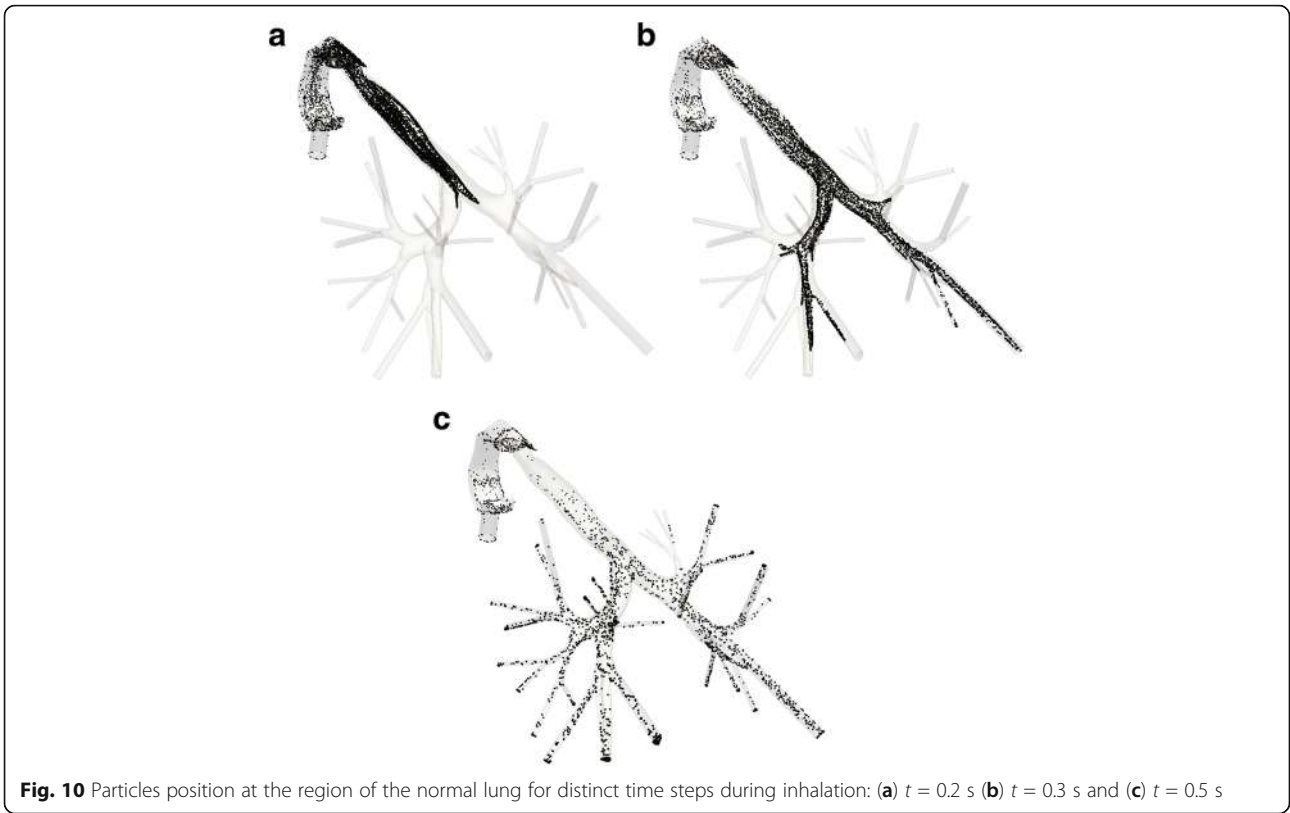 a
b
c
Fig. 10 Particles position at the region of the normal lung for distinct time steps during inhalation: (a) t = 0.2 s (b) t = 0.3 s and (c) t = 0.5 s